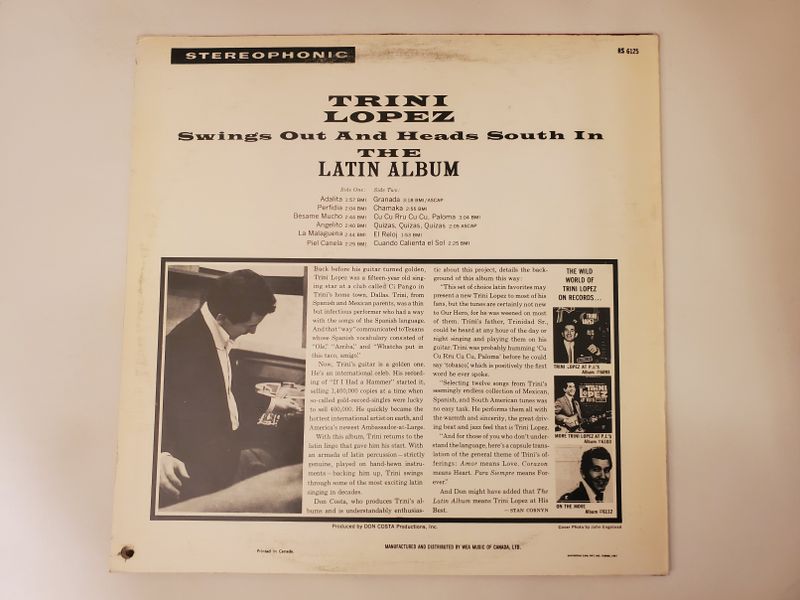 STEREOPHONIC
RS 6125
TRINI
LOPEZ
Swings Out And Heads South In
THE
LATIN ALBUM
Side One:
Adalita 2:57 BMI
Perfidia 2:04 BMI
Besame Mucho 2:44 BMI
Angelito 2:40 BMI
La Malagueña 2:44 BMI
Piel Canela 2:29 BMI
Side Two:
Granada 3:18 BMI/ASCAP
Chamaka 2:55 BMI
Cu Cu Rru Cu Cu, Paloma 3:04 BMI
Quizas, Quizas, Quizas 2:05 ASCAP
El Reloj 1:53 BMI
Cuando Calienta el Sol 2:25 BMI
Back before his guitar turned golden,
Trini Lopez was a fifteen-year old sing-
ing star at a club called Ci Pango in
Trini's home town, Dallas. Trini, from
Spanish and Mexican parents, was a thin
but infectious performer who had a way
with the songs of the Spanish language.
And that "way" communicated to Texans
whose Spanish vocabulary consisted of
"Olé," "Arriba," and "Whatcha put in
this taco, amigo."
Now, Trini's guitar is a golden one.
He's an international celeb. His record-
ing of "If I Had a Hammer" started it,
selling 1,400,000 copies at a time when
so-called gold-record-singles were lucky
to sell 400,000. He quickly became the
hottest international artist on earth, and
America's newest Ambassador-at-Large.
With this album, Trini returns to the
latin lingo that gave him his start. With
an armada of latin percussion—strictly
genuine, played on hand-hewn instru-
ments—backing him up, Trini swings
through some of the most exciting latin
singing in decades.
Don Costa, who produces Trini's al-
bums and is understandably enthusias-
tic about this project, details the back-
ground of this album this way:
"This set of choice latin favorites may
present a new Trini Lopez to most of his
fans, but the tunes are certainly not new
to Our Hero, for he was weened on most
of them. Trini's father, Trinidad Sr.,
could be heard at any hour of the day or
night singing and playing them on his
guitar. Trini was probably humming 'Cu
Cu Rru Cu Cu, Paloma' before he could
say 'tobaco,' which is positively the first
word he ever spoke.
"Selecting twelve songs from Trini's
seemingly endless collection of Mexican,
Spanish, and South American tunes was
no easy task. He performs them all with
the warmth and sincerity, the great driv-
ing beat and jazz feel that is Trini Lopez.
"And for those of you who don't under-
stand the language, here's a capsule trans-
lation of the general theme of Trini's of-
ferings: Amor means Love. Corazon
means Heart. Para Siempre means For-
ever."
And Don might have added that The
Latin Album means Trini Lopez at His
Best.
—STAN CORNYN
THE WILD
WORLD OF
TRINI LOPEZ
ON RECORDS...
TRINI LOPEZ AT P.J.'S
Album
TRINI
LOPEZ
MORE TRINI LOPEZ AT P.J.'S
Album
ON THE MOVE
Album
Produced by DON COSTA Productions, Inc.
Cover Photo by John Engstead
Printed in Canada
MANUFACTURED AND DISTRIBUTED BY WEA MUSIC OF CANADA, LTD.